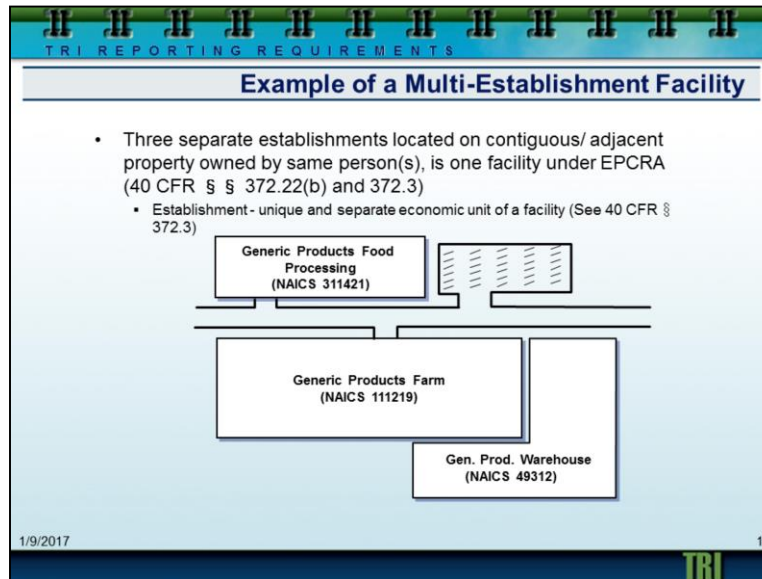 TRI REPORTING REQUIREMENTS
Example of a Multi-Establishment Facility
• Three separate establishments located on contiguous/ adjacent
property owned by same person(s), is one facility under EPCRA
(40 CFR § § 372.22(b) and 372.3)
▪ Establishment - unique and separate economic unit of a facility (See 40 CFR §
372.3)
Generic Products Food
Processing
(NAICS 311421)
Generic Products Farm
(NAICS 111219)
Gen. Prod. Warehouse
(NAICS 49312)
1/9/2017
1
TRI